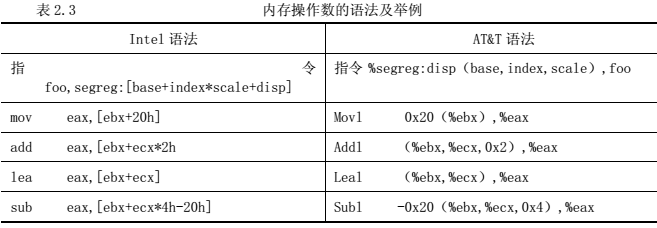 表 2.3 内存操作数的语法及举例
Intel 语法 AT&T 语法
指 令 指令 %segreg:disp（base,index,scale）,foo
foo,segreg:[base+index*scale+disp]
mov eax,[ebx+20h] Movl 0x20（%ebx）,%eax
add eax,[ebx+ecx*2h Addl （%ebx,%ecx,0x2）,%eax
lea eax,[ebx+ecx] Leal （%ebx,%ecx）,%eax
sub eax,[ebx+ecx*4h-20h] Subl -0x20（%ebx,%ecx,0x4）,%eax